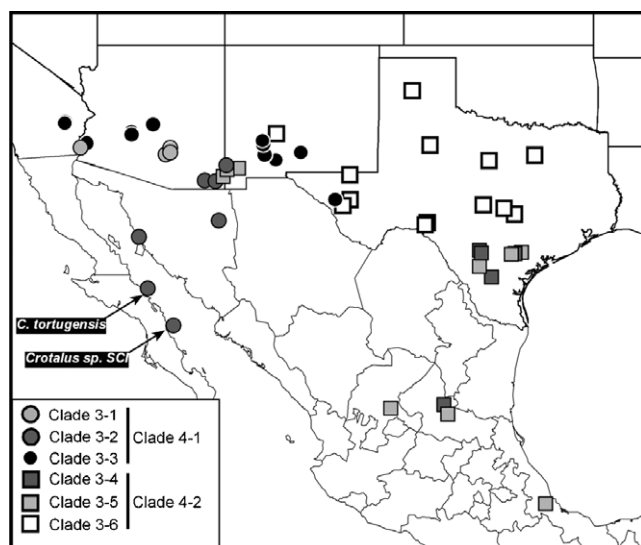 C. tortugensis
Crotalus sp. SCI
Clade 3-1
Clade 3-2
Clade 3-3
Clade 4-1
Clade 3-4
Clade 3-5
Clade 3-6
Clade 4-2